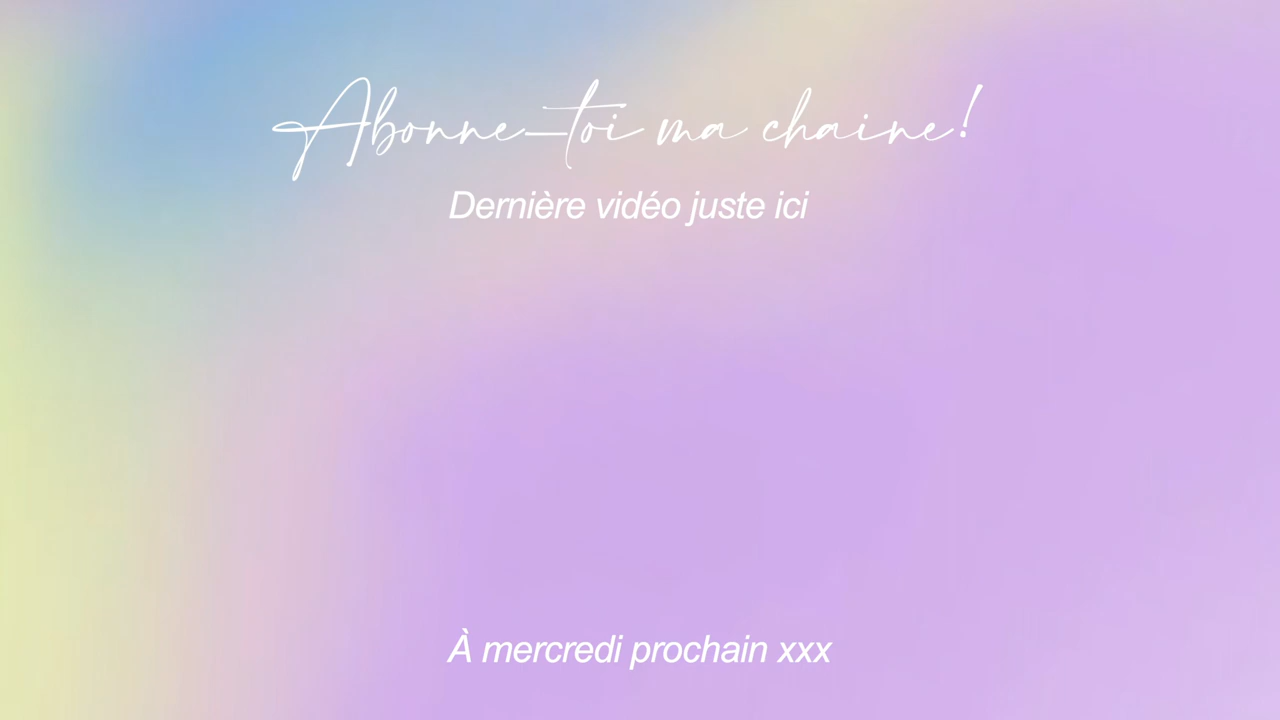 Abonne-toi ma chaine!
Dernière vidéo juste ici
À mercredi prochain xxx